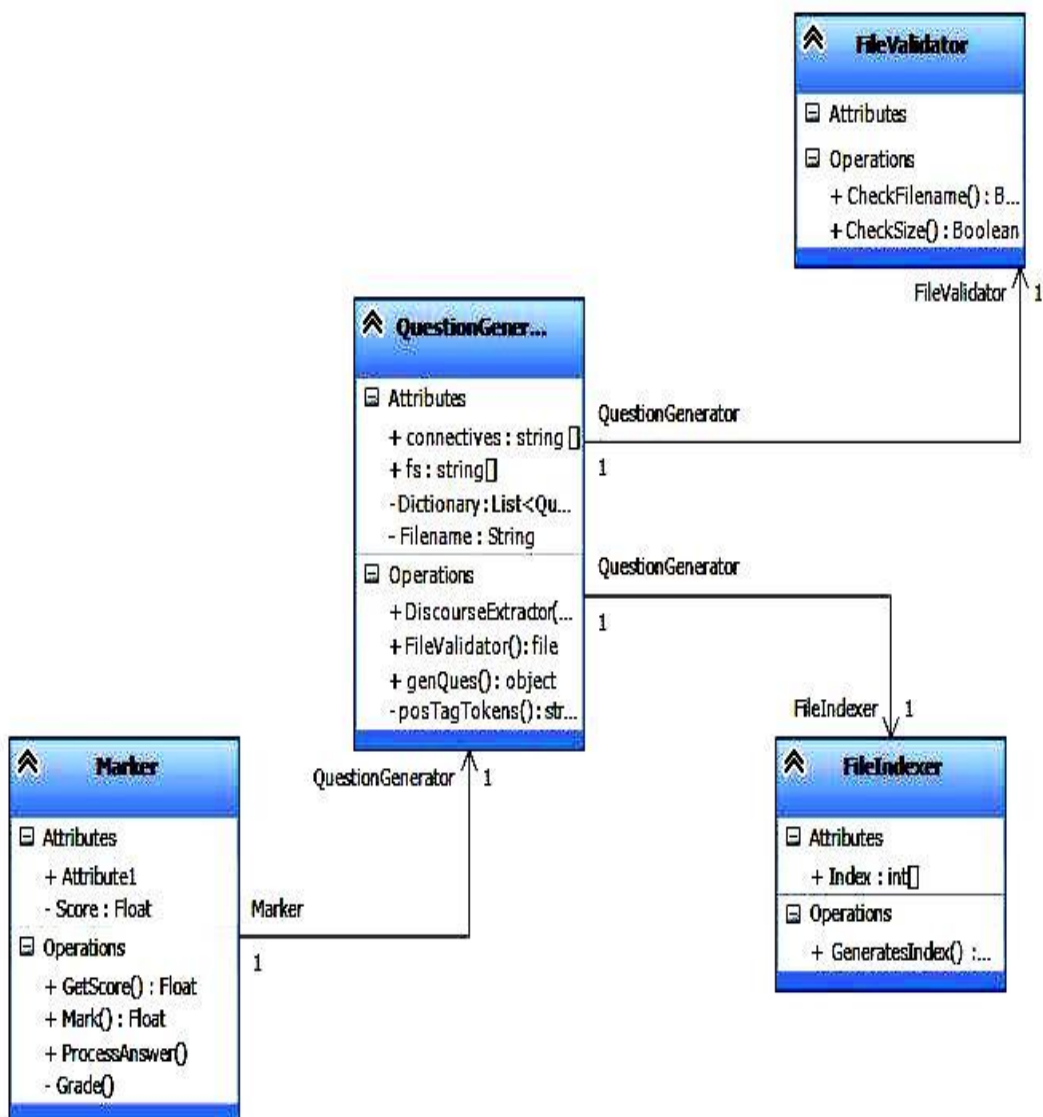 FileValidator
Attributes
Operations
+ CheckFilename() : B...
+ CheckSize() : Boolean
FileValidator 1
QuestionGener...
Attributes
+ connectives : string []
+ fs : string[]
- Dictionary : List<Qu...
- Filename : String
Operations
+ DiscourseExtractor(...
+ FileValidator() : file
+ genQues() : object
- posTagTokens() : str...
QuestionGenerator
1
QuestionGenerator
1
FileIndexer 1
FileIndexer
Attributes
+ Index : int[]
Operations
+ GeneratesIndex() :...
QuestionGenerator 1
Marker
Attributes
+ Attribute1
- Score : Float
Operations
+ GetScore() : Float
+ Mark() : Float
+ ProcessAnswer()
- Grade()
Marker
1